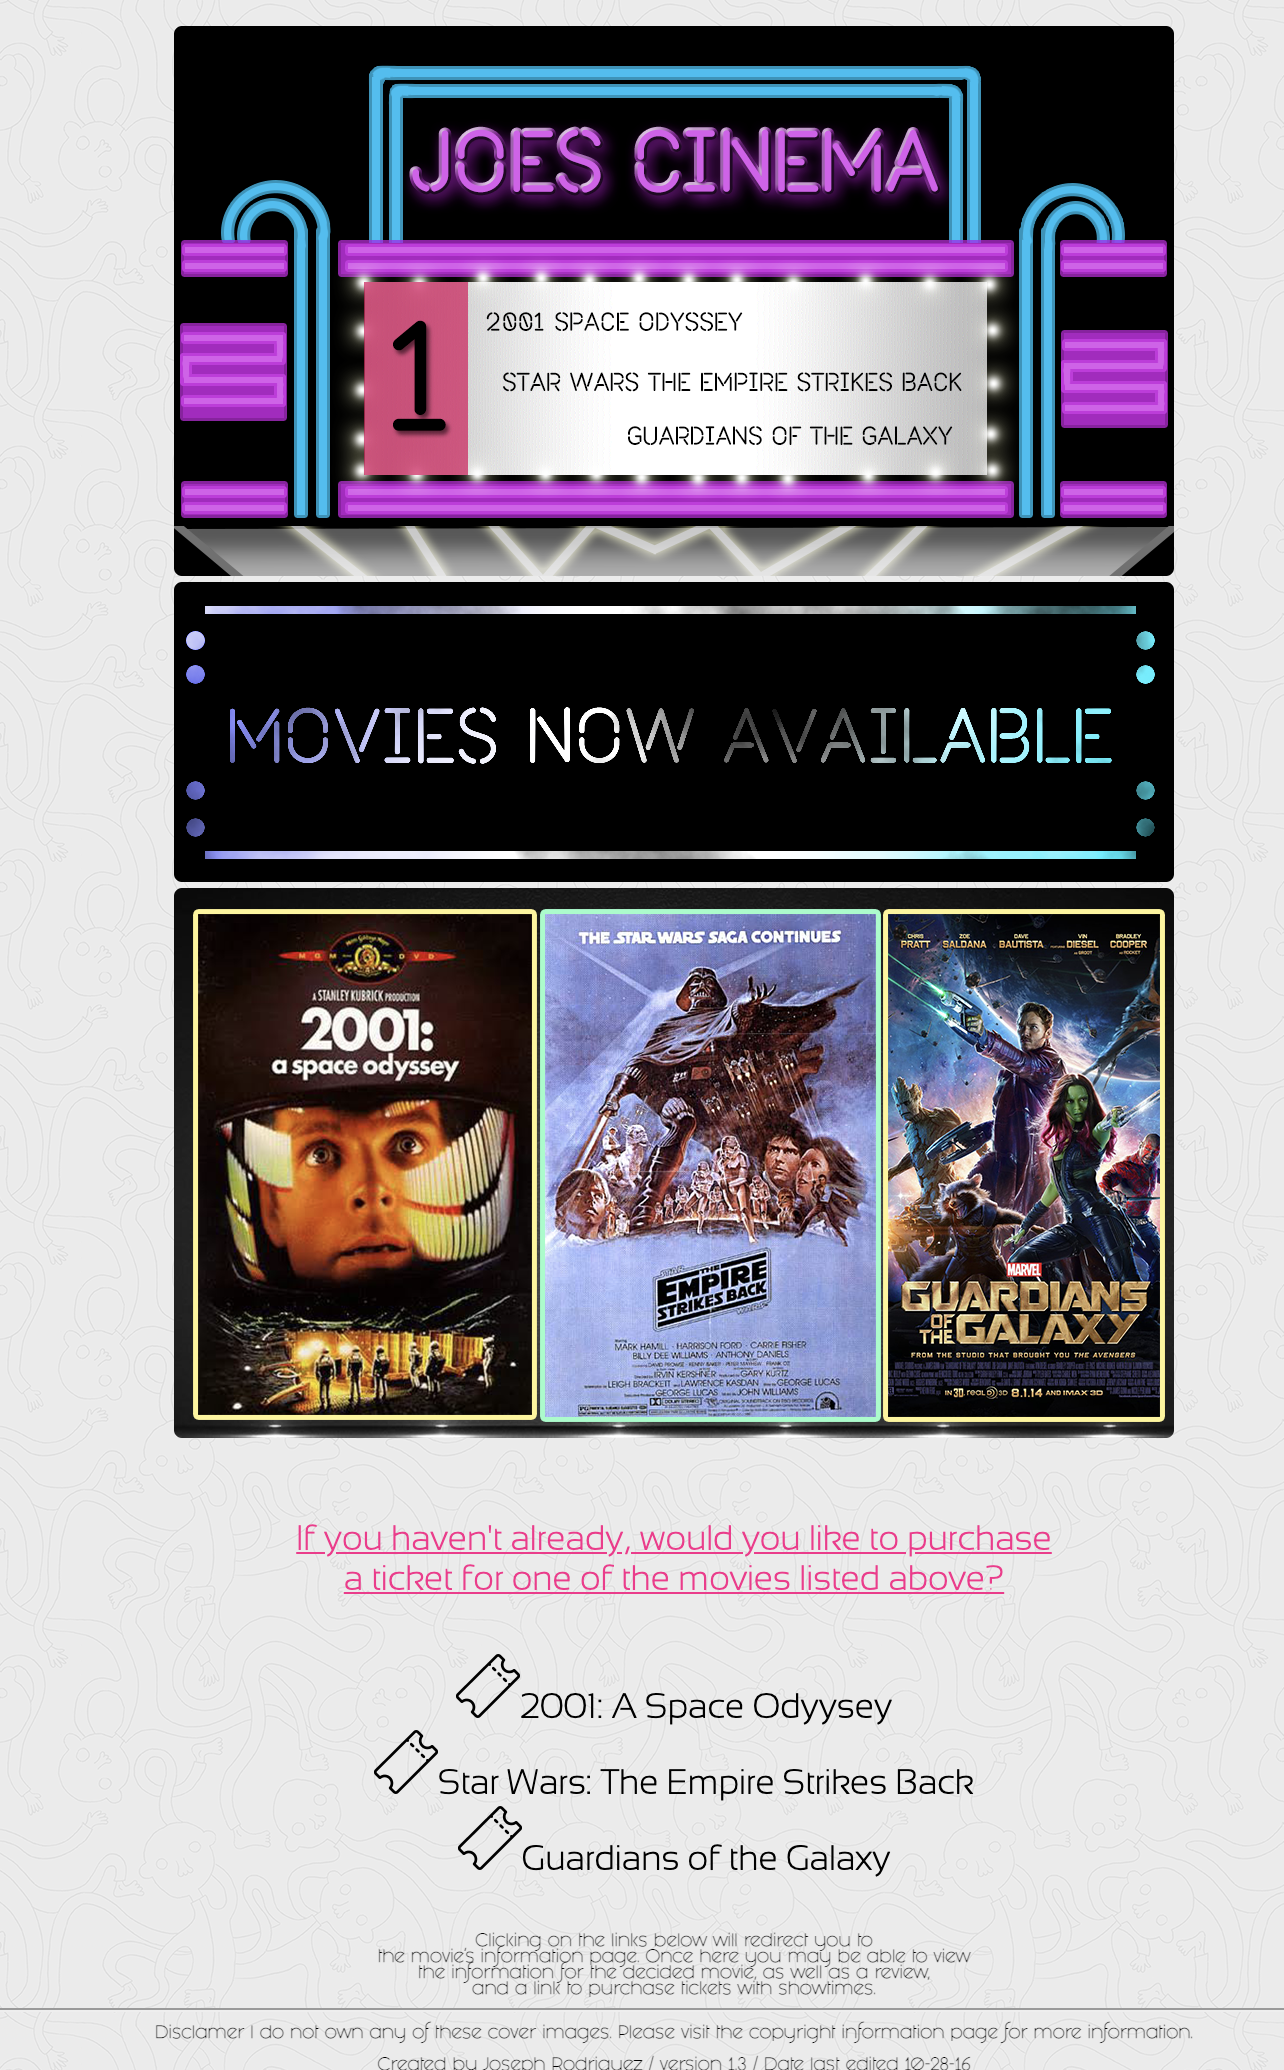 JOES CINEMA
1
2001 SPACE ODYSSEY
STAR WARS THE EMPIRE STRIKES BACK
GUARDIANS OF THE GALAXY
MOVIES NOW AVAILABLE
MGM DVD
A STANLEY KUBRICK PRODUCTION
2001:
a space odyssey
THE STAR WARS SAGA CONTINUES
STAR
THE
EMPIRE
STRIKES BACK
WARS
Starring
MARK HAMILL · HARRISON FORD · CARRIE FISHER
BILLY DEE WILLIAMS · ANTHONY DANIELS
IRVIN KERSHNER GARY KURTZ
LEIGH BRACKETT LAWRENCE KASDAN GEORGE LUCAS
GEORGE LUCAS JOHN WILLIAMS
CHRIS PRATT ZOE SALDANA DAVE BAUTISTA FEATURING VIN DIESEL AS GROOT BRADLEY COOPER AS ROCKET
MARVEL
GUARDIANS
OF THE GALAXY
FROM THE STUDIO THAT BROUGHT YOU THE AVENGERS
IN 3D REAL D 3D 8.1.14 AND IMAX 3D
If you haven't already, would you like to purchase
a ticket for one of the movies listed above?
2001: A Space Odyysey
Star Wars: The Empire Strikes Back
Guardians of the Galaxy
Clicking on the links below will redirect you to
the movie's information page. Once here you may be able to view
the information for the decided movie, as well as a review,
and a link to purchase tickets with showtimes.
Disclamer I do not own any of these cover images. Please visit the copyright information page for more information.
Created by Joseph Rodriguez / version 1.3 / Date last edited 10-28-16